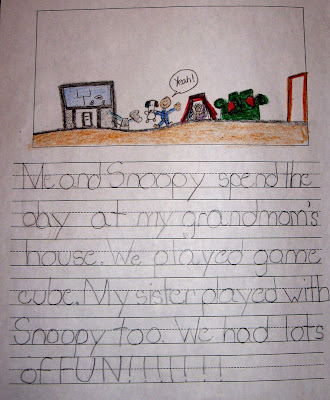 Yeah!
Me and Snoopy spend the
day at my grandmom's
house. We played game
cube. My sister played with
Snoopy too. We had lots
of FUN!!!!!!!